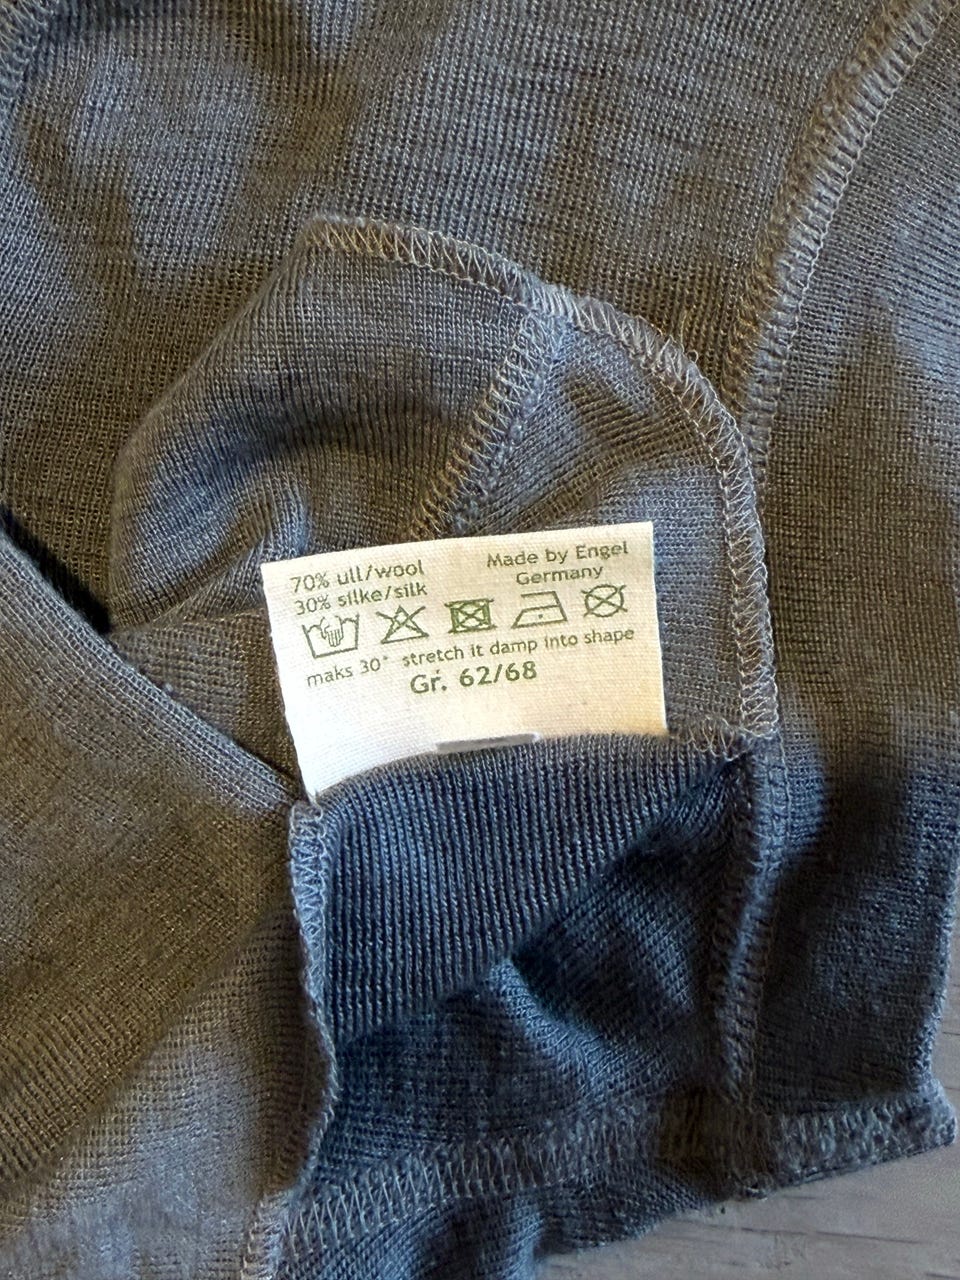 70% ull/wool
30% silke/silk
Made by Engel
Germany
maks 30° stretch it damp into shape
Gr. 62/68